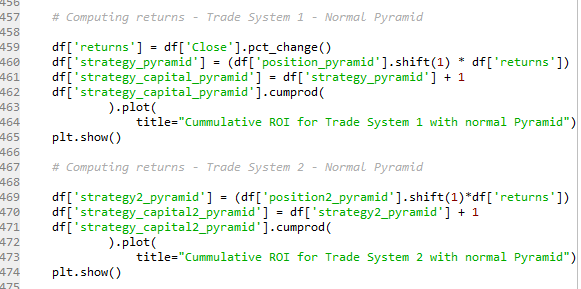 456
457 # Computing returns - Trade System 1 - Normal Pyramid
458
459 df['returns'] = df['Close'].pct_change()
460 df['strategy_pyramid'] = (df['position_pyramid'].shift(1) * df['returns'])
461 df['strategy_capital_pyramid'] = df['strategy_pyramid'] + 1
462 df['strategy_capital_pyramid'].cumprod(
463 ).plot(
464 title="Cummulative ROI for Trade System 1 with normal Pyramid")
465 plt.show()
466
467 # Computing returns - Trade System 2 - Normal Pyramid
468
469 df['strategy2_pyramid'] = (df['position2_pyramid'].shift(1)*df['returns'])
470 df['strategy_capital2_pyramid'] = df['strategy2_pyramid'] + 1
471 df['strategy_capital2_pyramid'].cumprod(
472 ).plot(
473 title="Cummulative ROI for Trade System 2 with normal Pyramid")
474 plt.show()
475